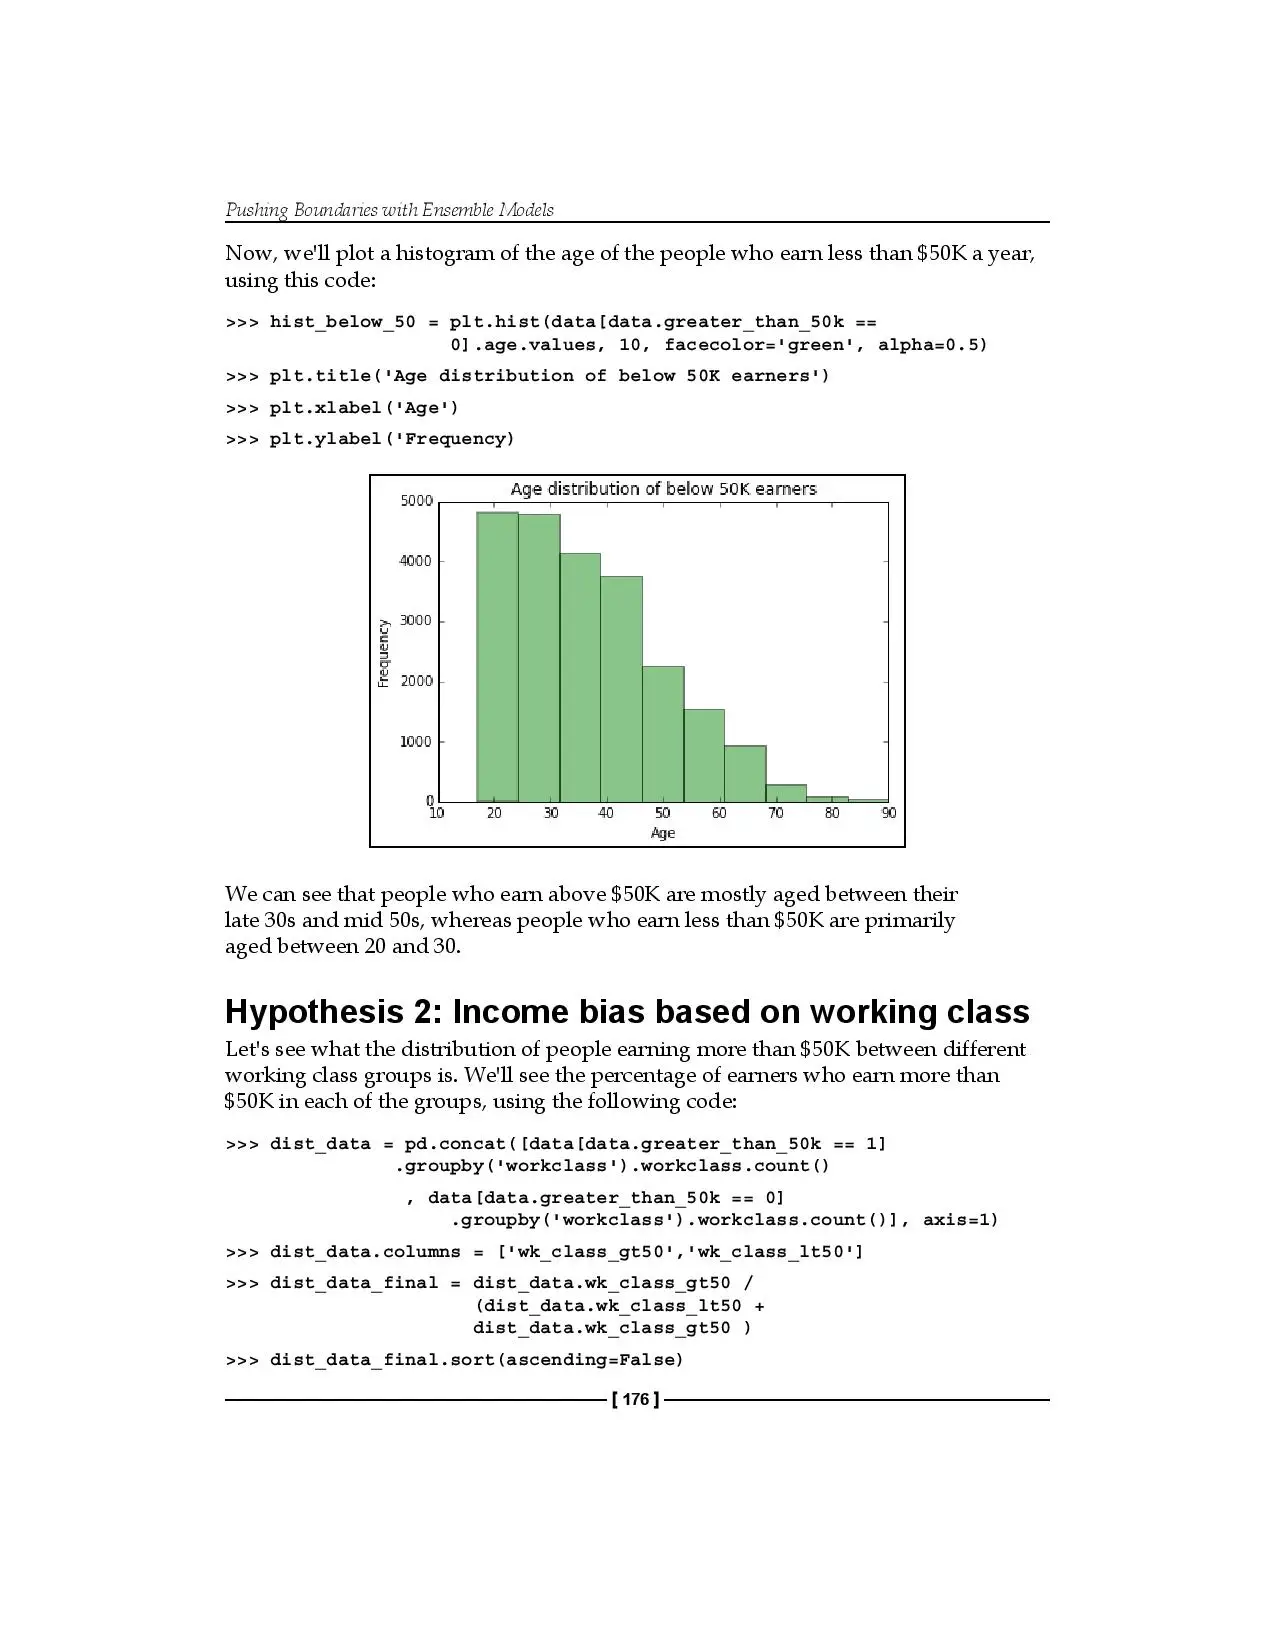 Pushing Boundaries with Ensemble Models
Now, we'll plot a histogram of the age of the people who earn less than $50K a year,
using this code:
>>> hist_below_50 = plt.hist(data[data.greater_than_50k ==
0].age.values, 10, facecolor='green', alpha=0.5)
>>> plt.title('Age distribution of below 50K earners')
>>> plt.xlabel('Age')
>>> plt.ylabel('Frequency)
Age distribution of below 50K earners
5000
4000
3000
2000
1000
0
Frequency
10 20 30 40 50 60 70 80 90
Age
We can see that people who earn above $50K are mostly aged between their
late 30s and mid 50s, whereas people who earn less than $50K are primarily
aged between 20 and 30.
Hypothesis 2: Income bias based on working class
Let's see what the distribution of people earning more than $50K between different
working class groups is. We'll see the percentage of earners who earn more than
$50K in each of the groups, using the following code:
>>> dist_data = pd.concat([data[data.greater_than_50k == 1]
.groupby('workclass').workclass.count()
, data[data.greater_than_50k == 0]
.groupby('workclass').workclass.count()], axis=1)
>>> dist_data.columns = ['wk_class_gt50','wk_class_lt50']
>>> dist_data_final = dist_data.wk_class_gt50 /
(dist_data.wk_class_lt50 +
dist_data.wk_class_gt50 )
>>> dist_data_final.sort(ascending=False)
[ 176 ]